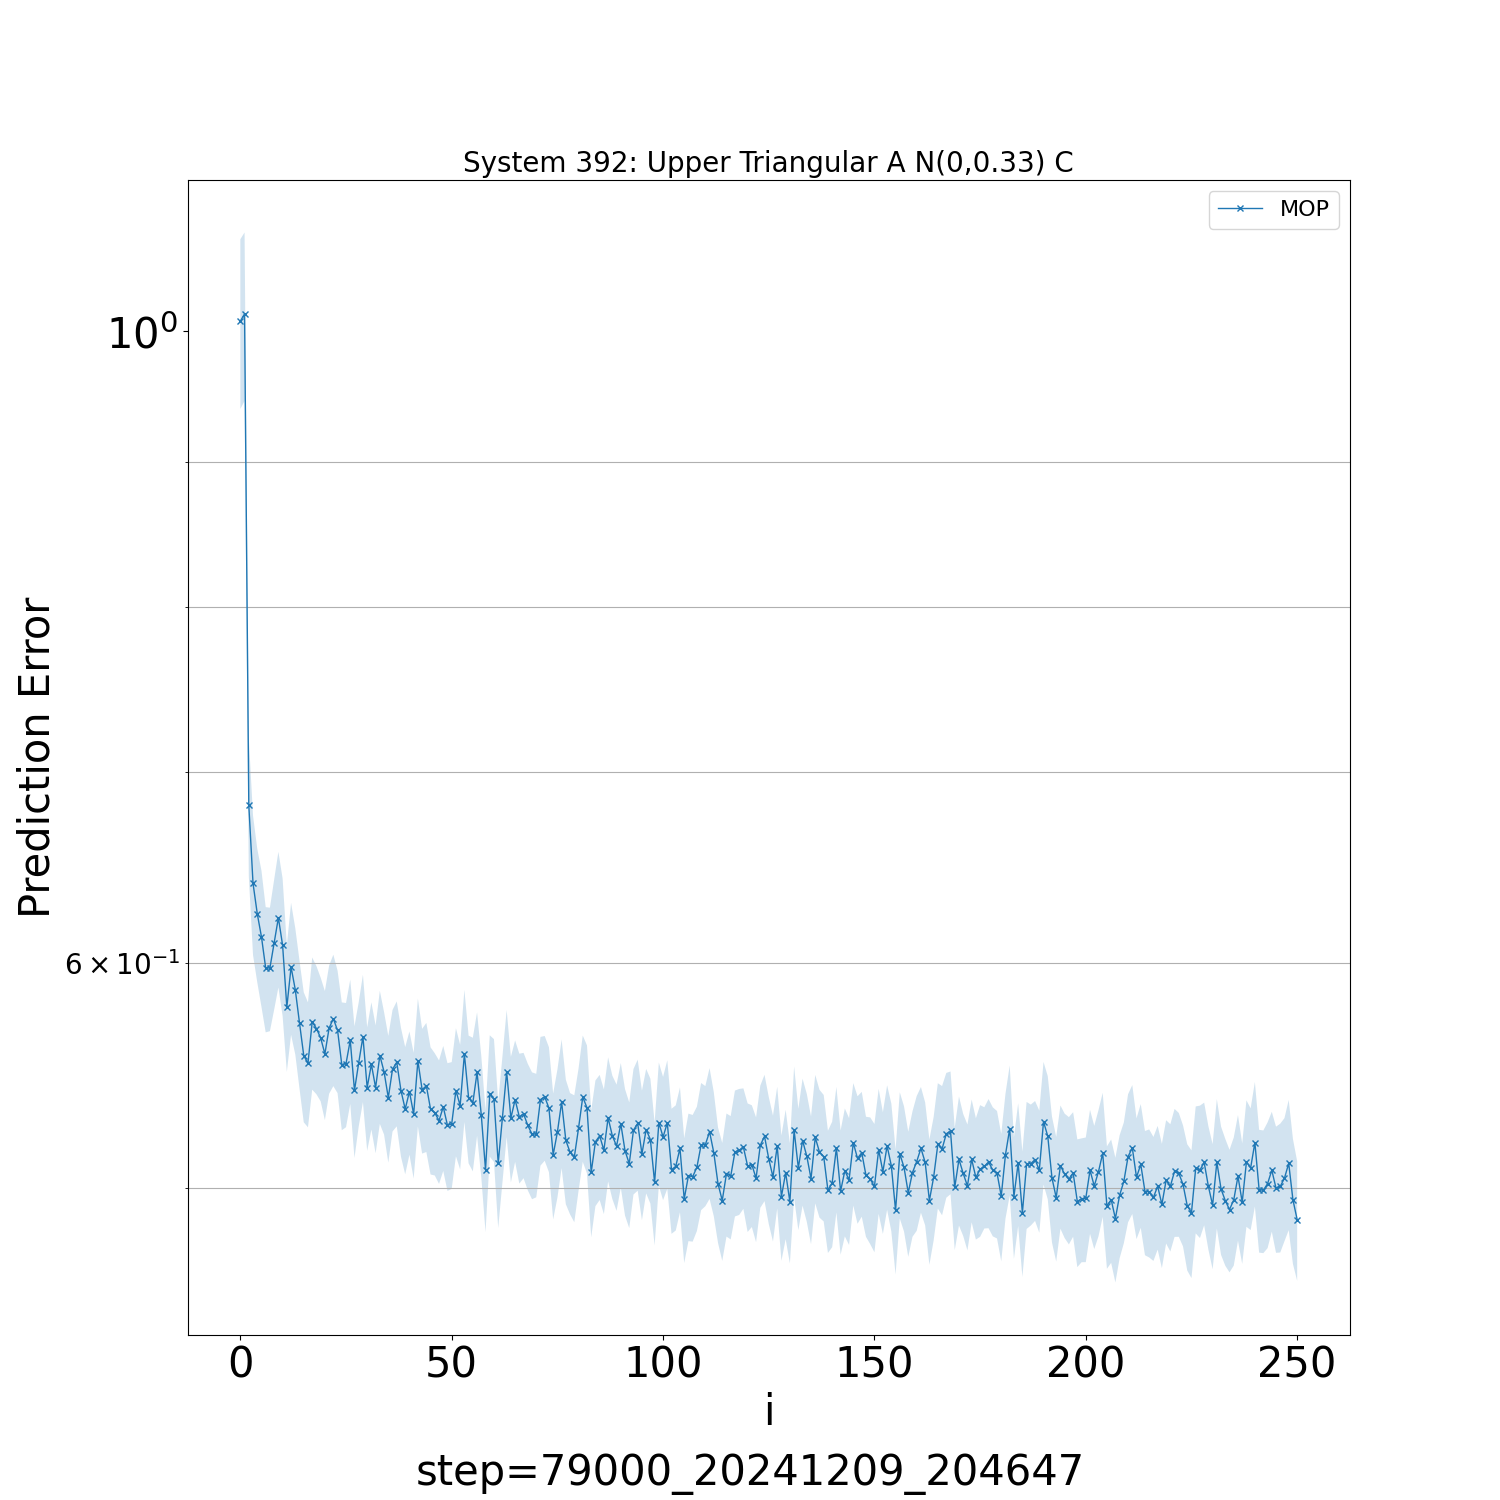 System 392: Upper Triangular A N(0,0.33) C
MOP
10⁰
6 × 10⁻¹
Prediction Error
0 50 100 150 200 250
i
step=79000_20241209_204647